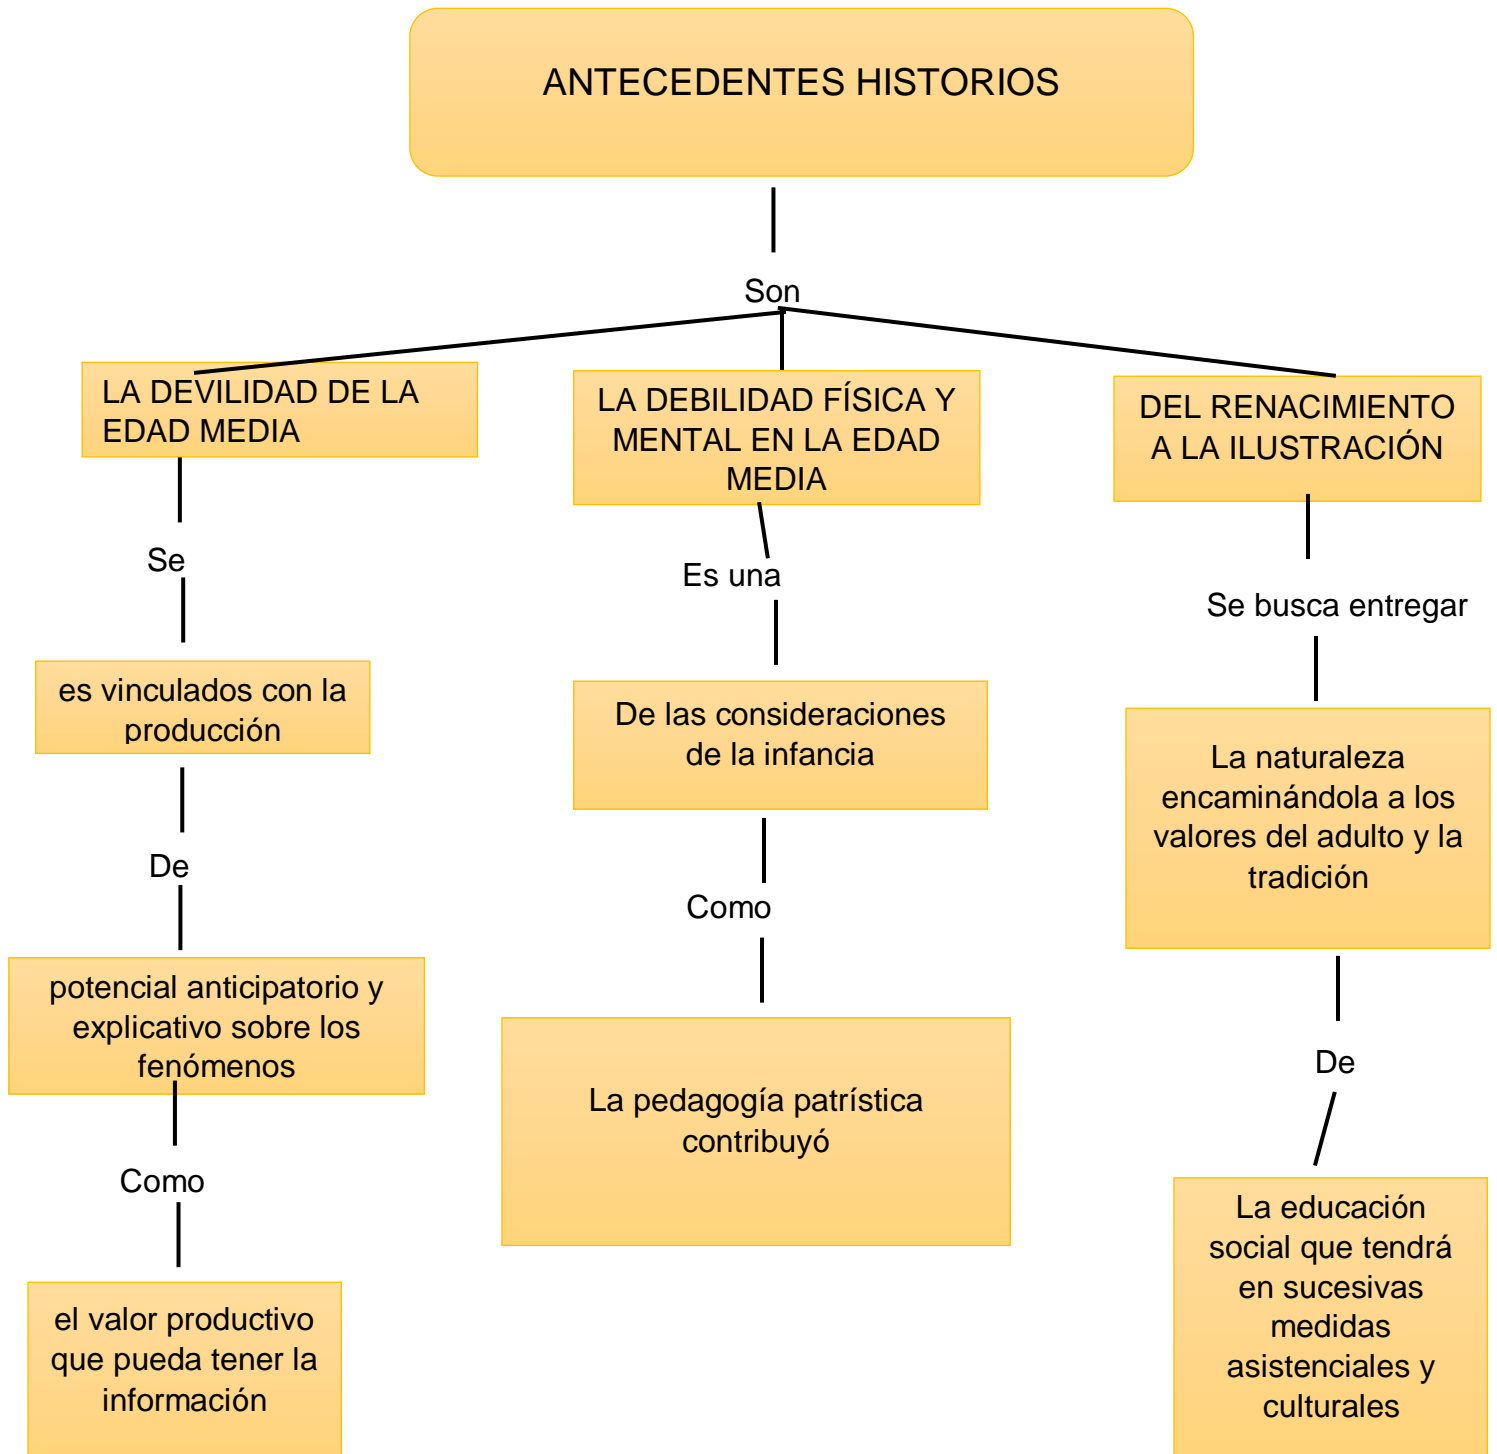 ANTECEDENTES HISTORIOS
Son
LA DEVILIDAD DE LA
EDAD MEDIA
Se
es vinculados con la
producción
De
potencial anticipatorio y
explicativo sobre los
fenómenos
Como
el valor productivo
que pueda tener la
información
LA DEBILIDAD FÍSICA Y
MENTAL EN LA EDAD
MEDIA
Es una
De las consideraciones
de la infancia
Como
La pedagogía patrística
contribuyó
DEL RENACIMIENTO
A LA ILUSTRACIÓN
Se busca entregar
La naturaleza
encaminándola a los
valores del adulto y la
tradición
De
La educación
social que tendrá
en sucesivas
medidas
asistenciales y
culturales